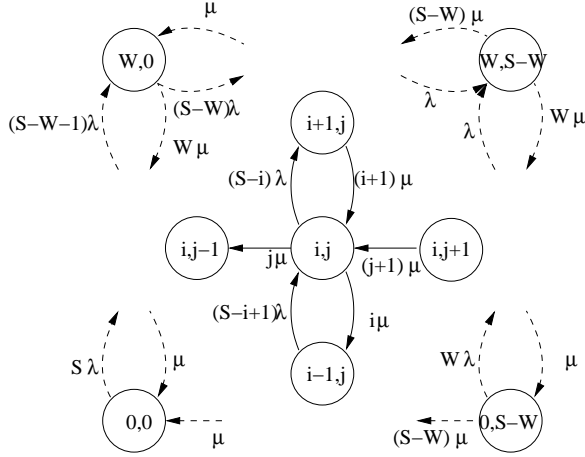 μ
(S−W) μ
W,0
W,S−W
(S−W)λ
λ
(S−W−1)λ
λ
W μ
W μ
i+1,j
(S−i) λ
(i+1) μ
i,j−1
i,j
i,j+1
jμ
(j+1) μ
(S−i+1)λ
iμ
S λ
μ
W λ
μ
i−1,j
0,0
μ
(S−W) μ
0,S−W